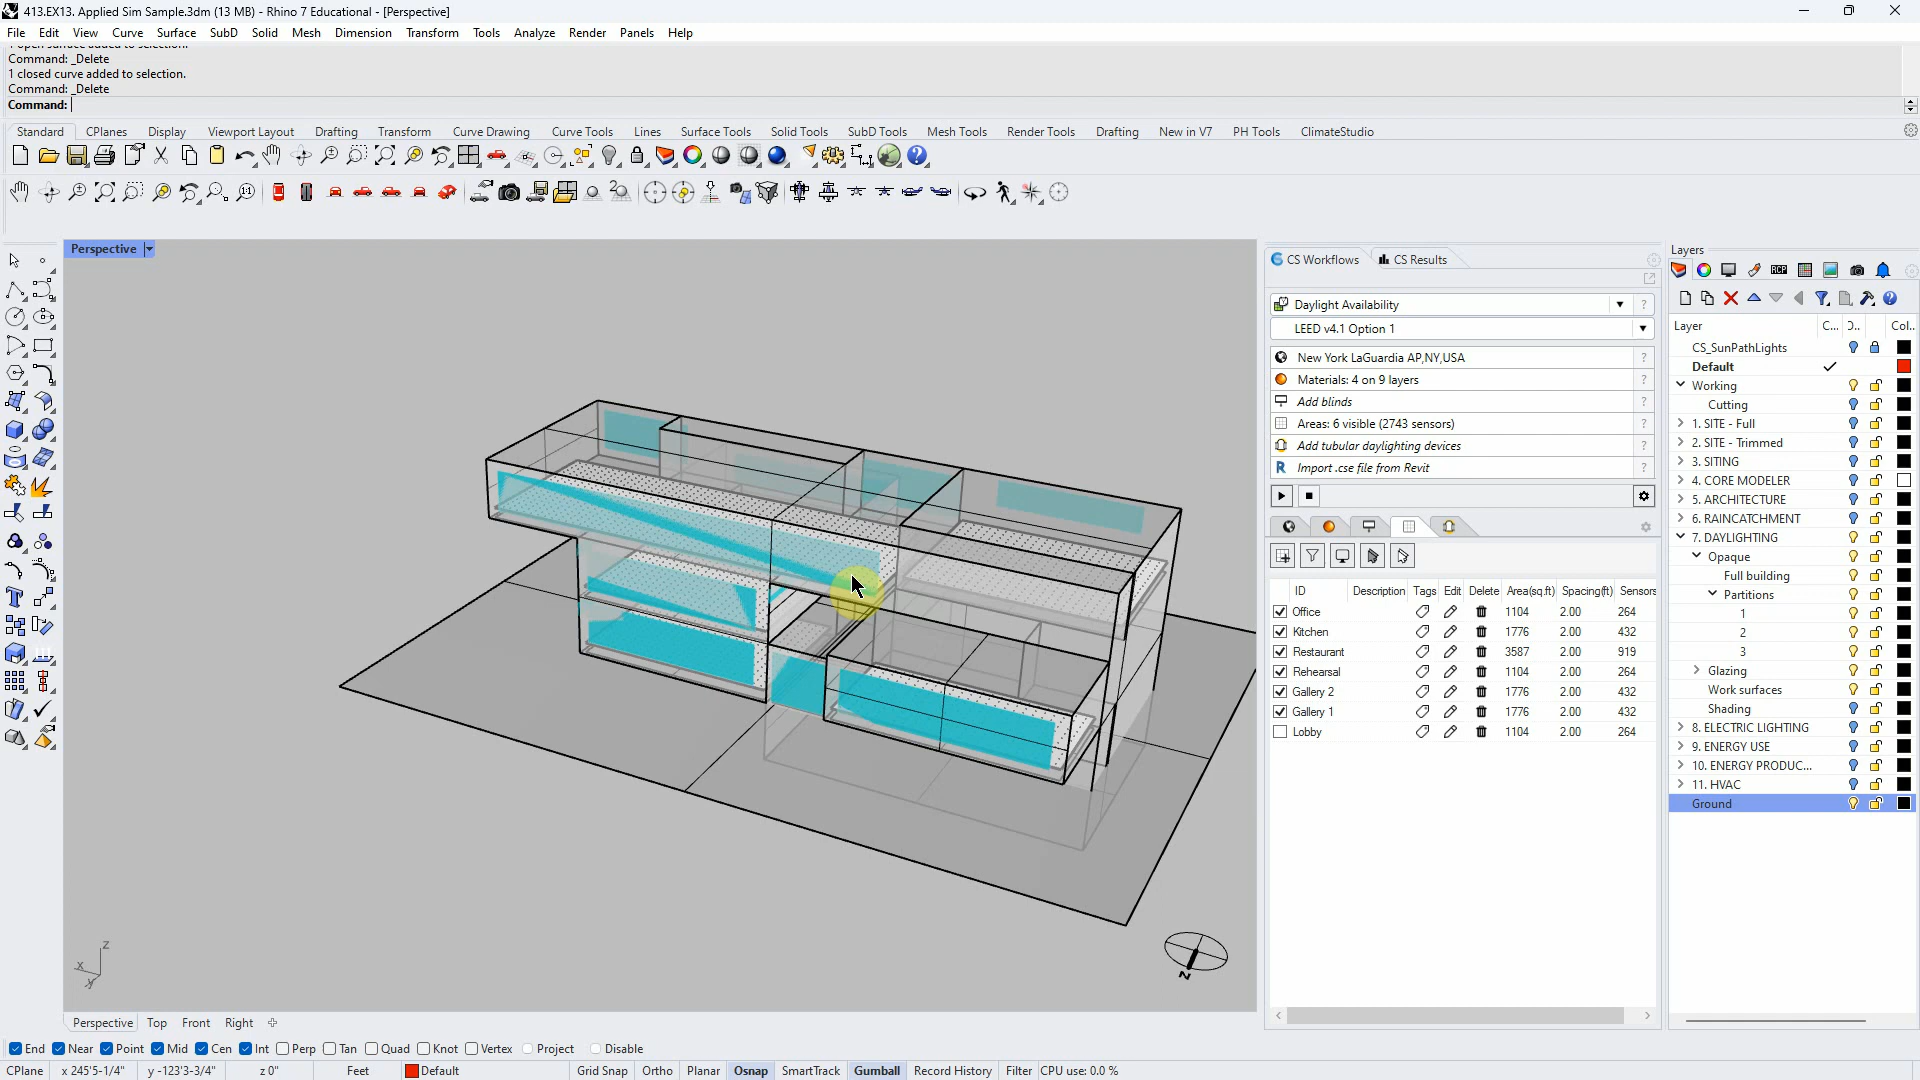 413.EX13. Applied Sim Sample.3dm (13 MB) - Rhino 7 Educational - [Perspective]
File Edit View Curve Surface SubD Solid Mesh Dimension Transform Tools Analyze Render Panels Help
1 open surface added to selection.
Command: _Delete
1 closed curve added to selection.
Command: _Delete
Command:
Standard CPlanes Display Viewport Layout Drafting Transform Curve Drawing Curve Tools Lines Surface Tools Solid Tools SubD Tools Mesh Tools Render Tools Drafting New in V7 PH Tools ClimateStudio
Perspective
CS Workflows CS Results
Daylight Availability ?
LEED v4.1 Option 1
New York LaGuardia AP,NY,USA ?
Materials: 4 on 9 layers ?
Add blinds ?
Areas: 6 visible (2743 sensors) ?
Add tubular daylighting devices ?
R Import .cse file from Revit ?
ID Description Tags Edit Delete Area(sq.ft) Spacing(ft) Sensors
Office 1104 2.00 264
Kitchen 1776 2.00 432
Restaurant 3587 2.00 919
Rehearsal 1104 2.00 264
Gallery 2 1776 2.00 432
Gallery 1 1776 2.00 432
Lobby 1104 2.00 264
Layers
RCP
Layer C... Col...
CS_SunPathLights
Default
Working
Cutting
1. SITE - Full
2. SITE - Trimmed
3. SITING
4. CORE MODELER
5. ARCHITECTURE
6. RAINCATCHMENT
7. DAYLIGHTING
Opaque
Full building
Partitions
1
2
3
Glazing
Work surfaces
Shading
8. ELECTRIC LIGHTING
9. ENERGY USE
10. ENERGY PRODUC...
11. HVAC
Ground
z
x
y
N
Perspective Top Front Right
End Near Point Mid Cen Int Perp Tan Quad Knot Vertex Project Disable
CPlane x 245'5-1/4" y -123'3-3/4" z 0" Feet Default Grid Snap Ortho Planar Osnap SmartTrack Gumball Record History Filter CPU use: 0.0 %